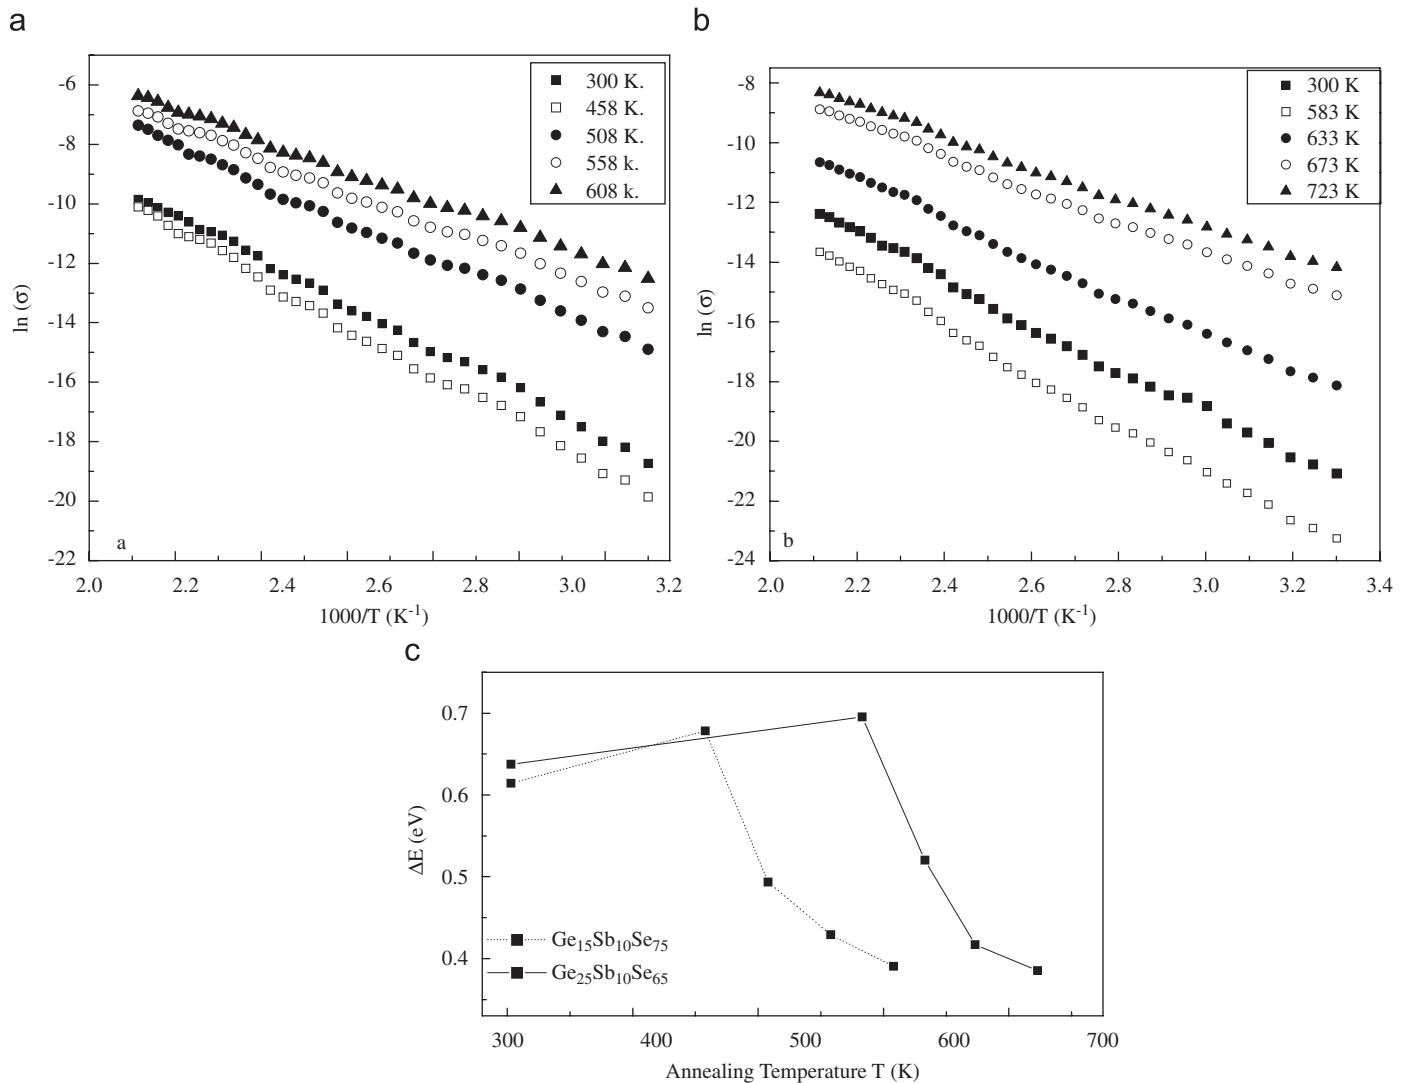 a
-6
-8
-10
-12
-14
-16
-18
-20
-22
ln (σ)
300 K.
458 K.
508 K.
558 k.
608 k.
a
2.0 2.2 2.4 2.6 2.8 3.0 3.2
1000/T (K-1)
b
-8
-10
-12
-14
-16
-18
-20
-22
-24
ln (σ)
300 K
583 K
633 K
673 K
723 K
b
2.0 2.2 2.4 2.6 2.8 3.0 3.2 3.4
1000/T (K-1)
c
0.7
0.6
0.5
0.4
ΔE (eV)
Ge15Sb10Se75
Ge25Sb10Se65
300 400 500 600 700
Annealing Temperature T (K)